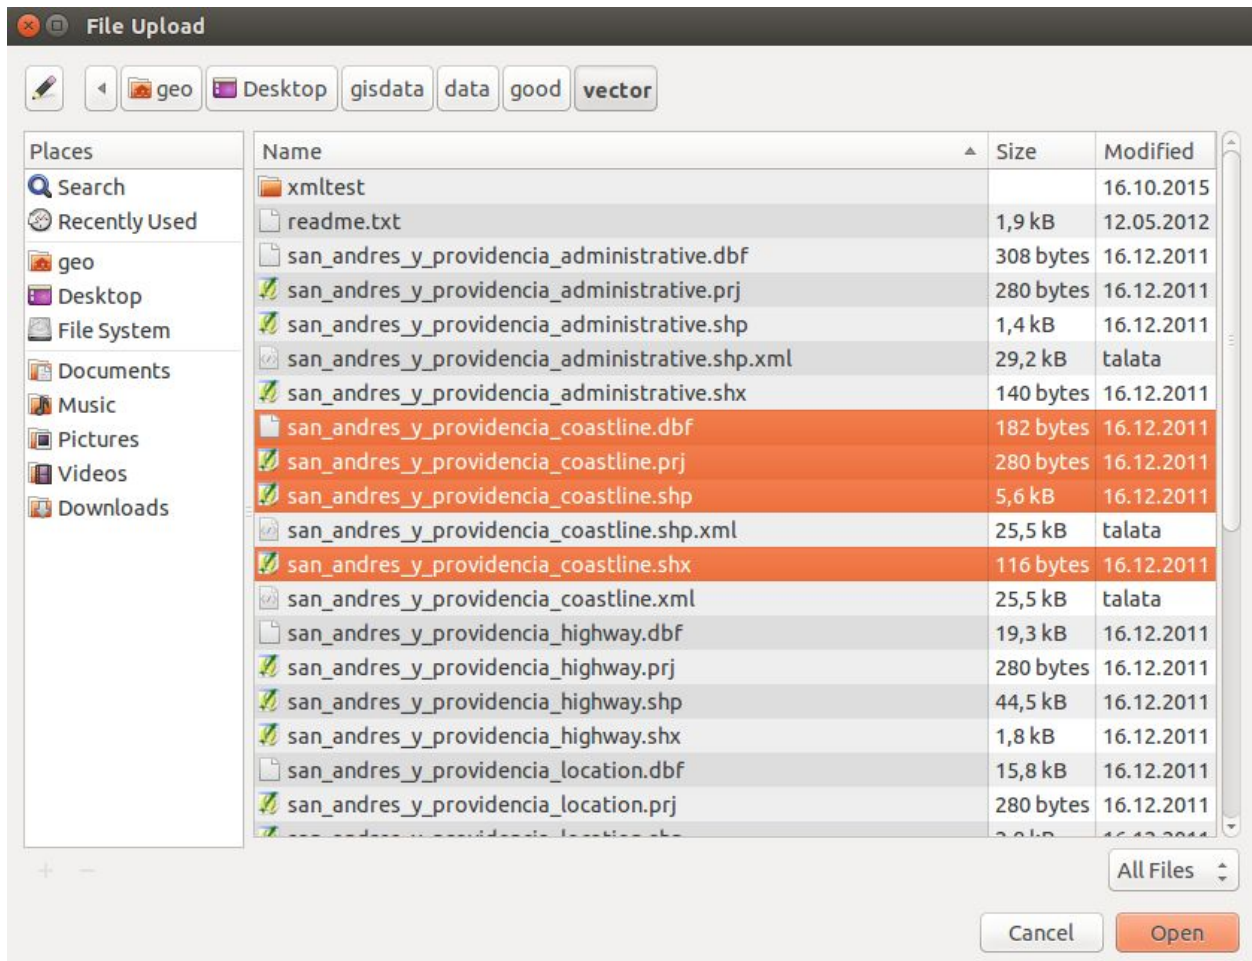 File Upload
geo Desktop gisdata data good vector
Places
Search
Recently Used
geo
Desktop
File System
Documents
Music
Pictures
Videos
Downloads
Name Size Modified
xmltest 16.10.2015
readme.txt 1,9 kB 12.05.2012
san_andres_y_providencia_administrative.dbf 308 bytes 16.12.2011
san_andres_y_providencia_administrative.prj 280 bytes 16.12.2011
san_andres_y_providencia_administrative.shp 1,4 kB 16.12.2011
san_andres_y_providencia_administrative.shp.xml 29,2 kB talata
san_andres_y_providencia_administrative.shx 140 bytes 16.12.2011
san_andres_y_providencia_coastline.dbf 182 bytes 16.12.2011
san_andres_y_providencia_coastline.prj 280 bytes 16.12.2011
san_andres_y_providencia_coastline.shp 5,6 kB 16.12.2011
san_andres_y_providencia_coastline.shp.xml 25,5 kB talata
san_andres_y_providencia_coastline.shx 116 bytes 16.12.2011
san_andres_y_providencia_coastline.xml 25,5 kB talata
san_andres_y_providencia_highway.dbf 19,3 kB 16.12.2011
san_andres_y_providencia_highway.prj 280 bytes 16.12.2011
san_andres_y_providencia_highway.shp 44,5 kB 16.12.2011
san_andres_y_providencia_highway.shx 1,8 kB 16.12.2011
san_andres_y_providencia_location.dbf 15,8 kB 16.12.2011
san_andres_y_providencia_location.prj 280 bytes 16.12.2011
All Files
Cancel Open